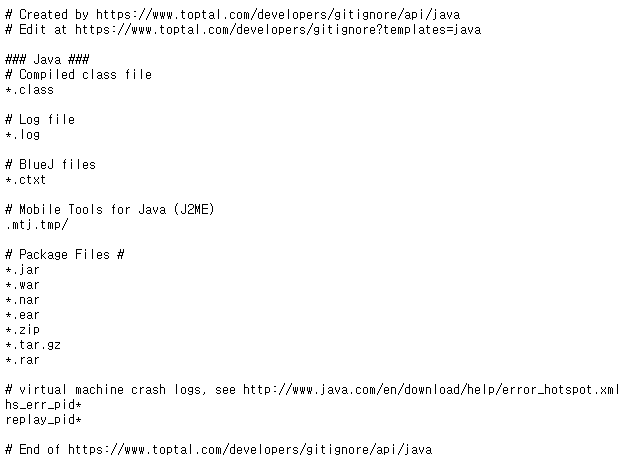 # Created by https://www.toptal.com/developers/gitignore/api/java
# Edit at https://www.toptal.com/developers/gitignore?templates=java

### Java ###
# Compiled class file
*.class

# Log file
*.log

# BlueJ files
*.ctxt

# Mobile Tools for Java (J2ME)
.mtj.tmp/

# Package Files #
*.jar
*.war
*.nar
*.ear
*.zip
*.tar.gz
*.rar

# virtual machine crash logs, see http://www.java.com/en/download/help/error_hotspot.xml
hs_err_pid*
replay_pid*

# End of https://www.toptal.com/developers/gitignore/api/java